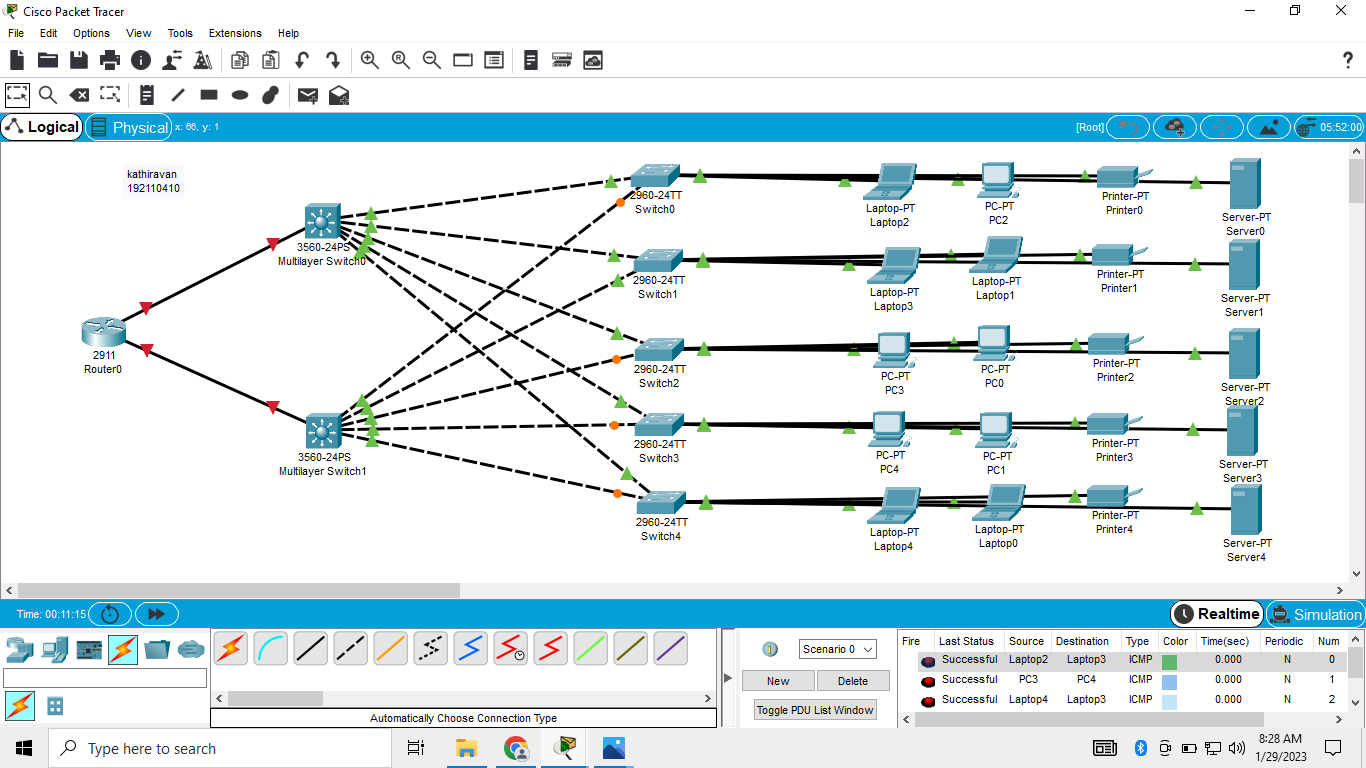 Cisco Packet Tracer
File Edit Options View Tools Extensions Help
?
Logical
Physical
x: 66, y: 1
[Root]
05:52:00
kathiravan
192110410
2960-24TT
Switch0
Laptop-PT
Laptop2
PC-PT
PC2
Printer-PT
Printer0
Server-PT
Server0
3560-24PS
Multilayer Switch0
2960-24TT
Switch1
Laptop-PT
Laptop3
Laptop-PT
Laptop1
Printer-PT
Printer1
Server-PT
Server1
2911
Router0
2960-24TT
Switch2
PC-PT
PC3
PC-PT
PC0
Printer-PT
Printer2
Server-PT
Server2
3560-24PS
Multilayer Switch1
2960-24TT
Switch3
PC-PT
PC4
PC-PT
PC1
Printer-PT
Printer3
Server-PT
Server3
2960-24TT
Switch4
Laptop-PT
Laptop4
Laptop-PT
Laptop0
Printer-PT
Printer4
Server-PT
Server4
Time: 00:11:15
Realtime
Simulation
Automatically Choose Connection Type
Scenario 0
New
Delete
Toggle PDU List Window
Fire Last Status Source Destination Type Color Time(sec) Periodic Num
Successful Laptop2 Laptop3 ICMP 0.000 N 0
Successful PC3 PC4 ICMP 0.000 N 1
Successful Laptop4 Laptop3 ICMP 0.000 N 2
Type here to search
8:28 AM
1/29/2023